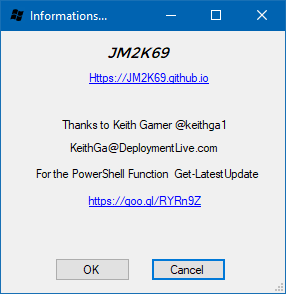 Informations...
JM2K69
Https://JM2K69.github.io
Thanks to Keith Garner @keithga1
KeithGa@DeploymentLive.com
For the PowerShell Function Get-LatestUpdate
https://goo.gl/RYRn9Z
OK Cancel